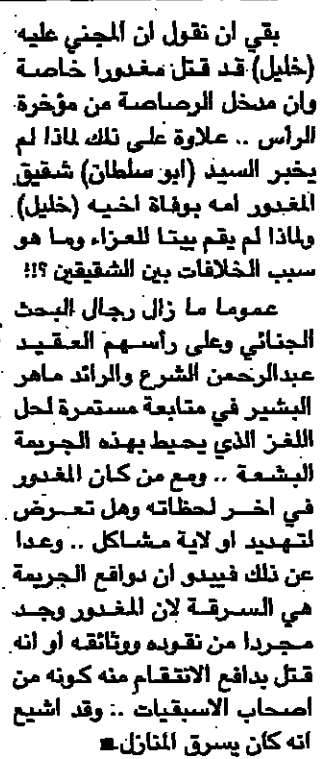 بقي ان نقول ان المجني عليه
(خليل) قد قتل مغدورا خاصة
وان مدخل الرصاصة من مؤخرة
الرأس .. علاوة على ذلك لماذا لم
يخبر السيد (ابو سلطان) شقيق
المغدور امه بوفاة اخيه (خليل)
ولماذا لم يقم بيتا للعزاء وما هو
سبب الخلافات بين الشقيقين ؟!!
عموما ما زال رجال البحث
الجنائي وعلى رأسهم العقيد
عبدالرحمن الشرع والرائد ماهر
البشير في متابعة مستمرة لحل
اللغز الذي يحيط بهذه الجريمة
البشعة .. ومع من كان المغدور
في اخر لحظاته وهل تعرض
لتهديد او لاية مشاكل .. وعدا
عن ذلك فيبدو ان دوافع الجريمة
هي السرقة لان المغدور وجد
مجردا من نقوده ووثائقه أو انه
قتل بدافع الانتقام منه كونه من
اصحاب الاسبقيات .. وقد اشيع
انه كان يسرق المنازل■